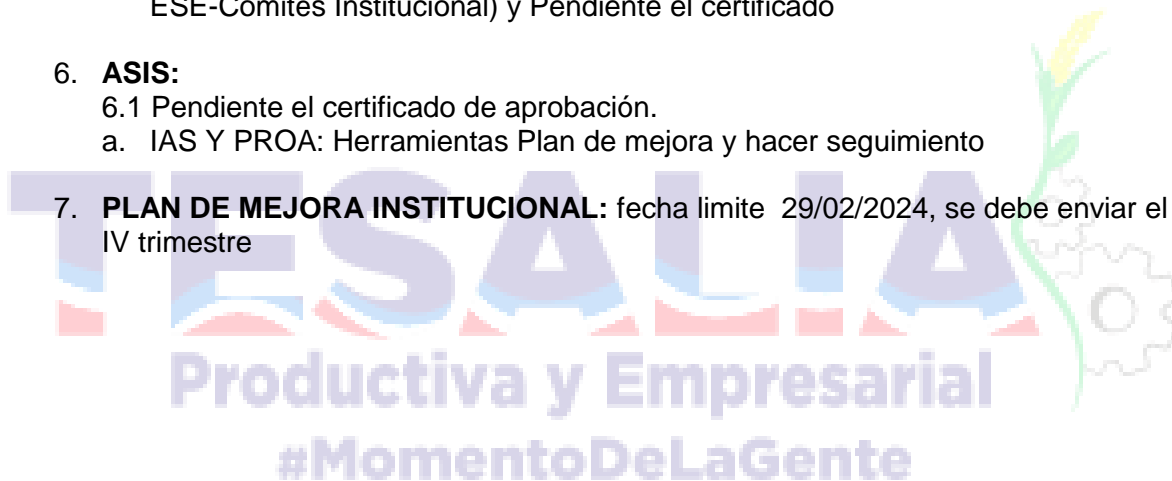 ESE-Comités Institucional) y Pendiente el certificado
6. ASIS:
6.1 Pendiente el certificado de aprobación.
a. IAS Y PROA: Herramientas Plan de mejora y hacer seguimiento
7. PLAN DE MEJORA INSTITUCIONAL: fecha limite 29/02/2024, se debe enviar el
IV trimestre
TESALIA
Productiva y Empresarial
#MomentoDeLaGente